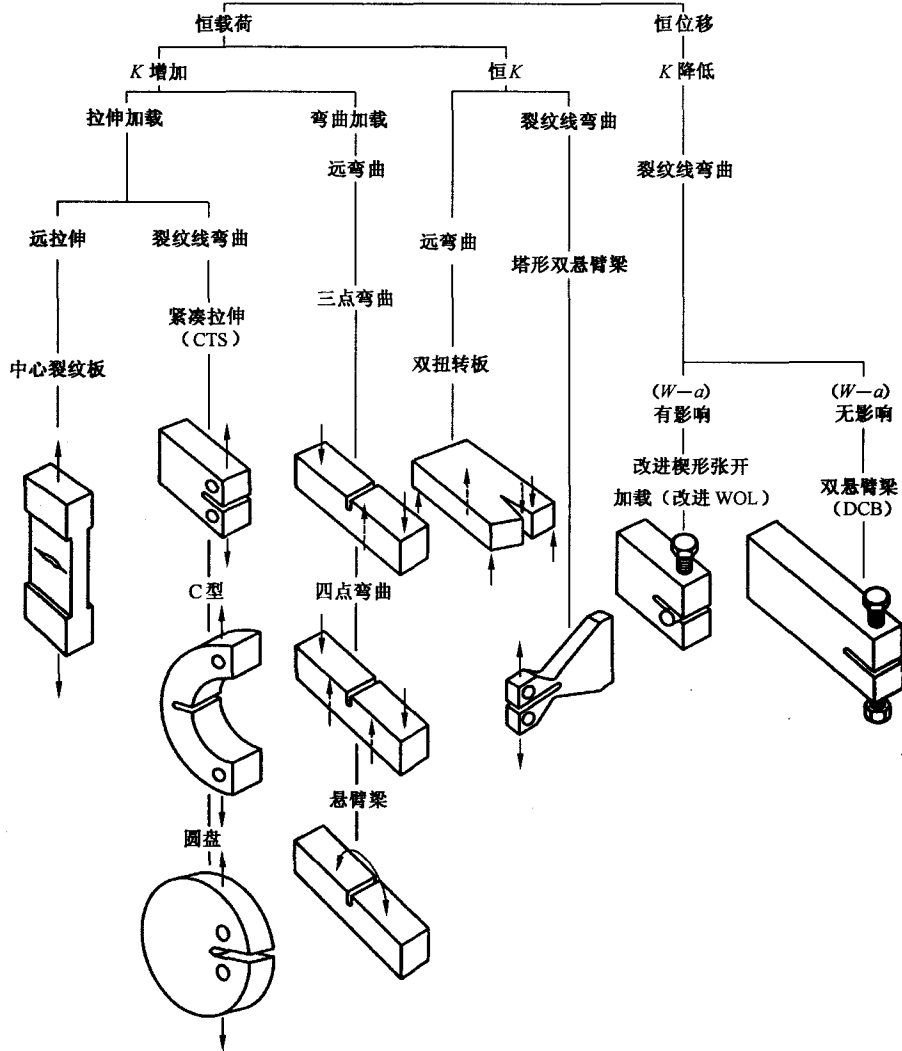 恒载荷
恒位移
K 增加
恒K
K 降低
拉伸加载
弯曲加载
裂纹线弯曲
远弯曲
裂纹线弯曲
远拉伸
裂纹线弯曲
远弯曲
塔形双悬臂梁
三点弯曲
紧凑拉伸
（CTS）
中心裂纹板
双扭转板
(W—a)
有影响
(W—a)
无影响
改进楔形张开
加载（改进 WOL）
双悬臂梁
（DCB）
C 型
四点弯曲
悬臂梁
圆盘